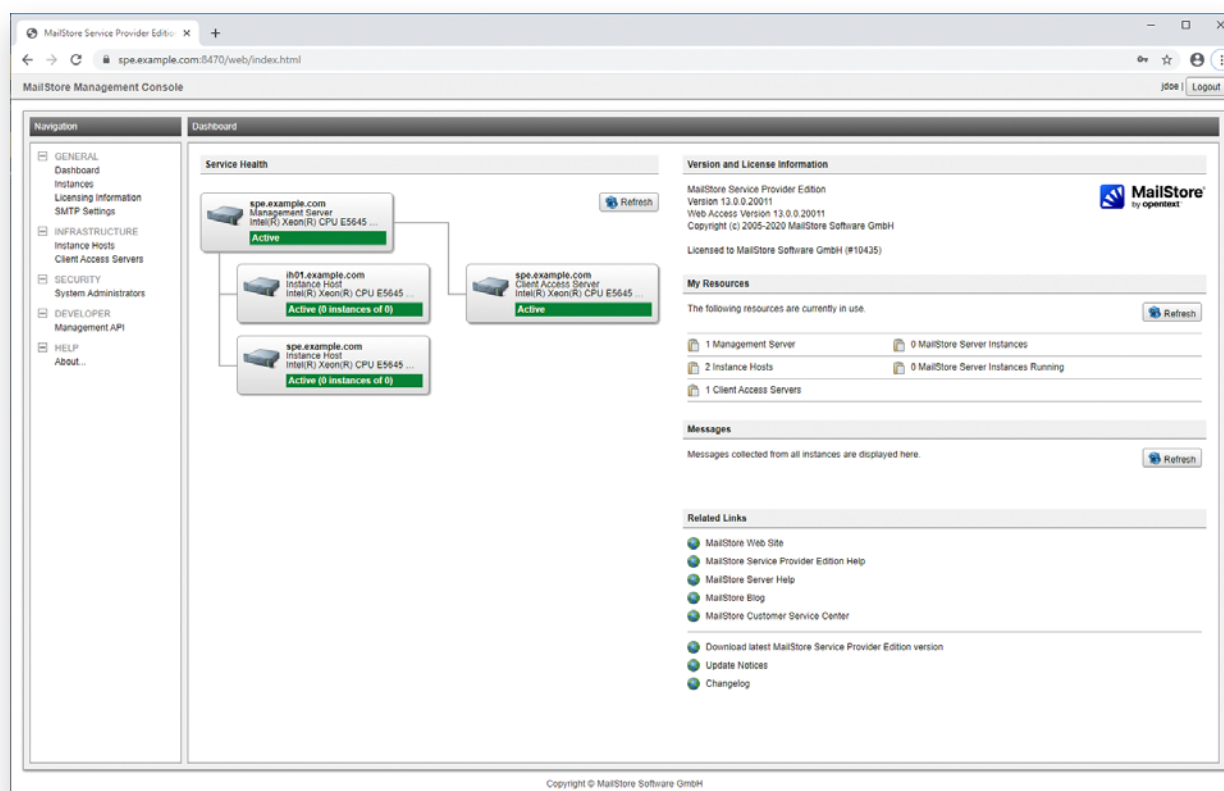 MailStore Service Provider Editio
spe.example.com:8470/web/index.html
MailStore Management Console
jdoe | Logout
Navigation
GENERAL
Dashboard
Instances
Licensing Information
SMTP Settings
INFRASTRUCTURE
Instance Hosts
Client Access Servers
SECURITY
System Administrators
DEVELOPER
Management API
HELP
About...
Dashboard
Service Health
Refresh
spe.example.com
Management Server
Intel(R) Xeon(R) CPU E5645 ...
Active
ih01.example.com
Instance Host
Intel(R) Xeon(R) CPU E5645 ...
Active (0 instances of 0)
spe.example.com
Client Access Server
Intel(R) Xeon(R) CPU E5645 ...
Active
spe.example.com
Instance Host
Intel(R) Xeon(R) CPU E5645 ...
Active (0 instances of 0)
Version and License Information
MailStore Service Provider Edition
Version 13.0.0.20011
Web Access Version 13.0.0.20011
Copyright (c) 2005-2020 MailStore Software GmbH
Licensed to MailStore Software GmbH (#10435)
MailStore®
by opentext™
My Resources
The following resources are currently in use.
Refresh
1 Management Server
0 MailStore Server Instances
2 Instance Hosts
0 MailStore Server Instances Running
1 Client Access Servers
Messages
Messages collected from all instances are displayed here.
Refresh
Related Links
MailStore Web Site
MailStore Service Provider Edition Help
MailStore Server Help
MailStore Blog
MailStore Customer Service Center
Download latest MailStore Service Provider Edition version
Update Notices
Changelog
Copyright © MailStore Software GmbH